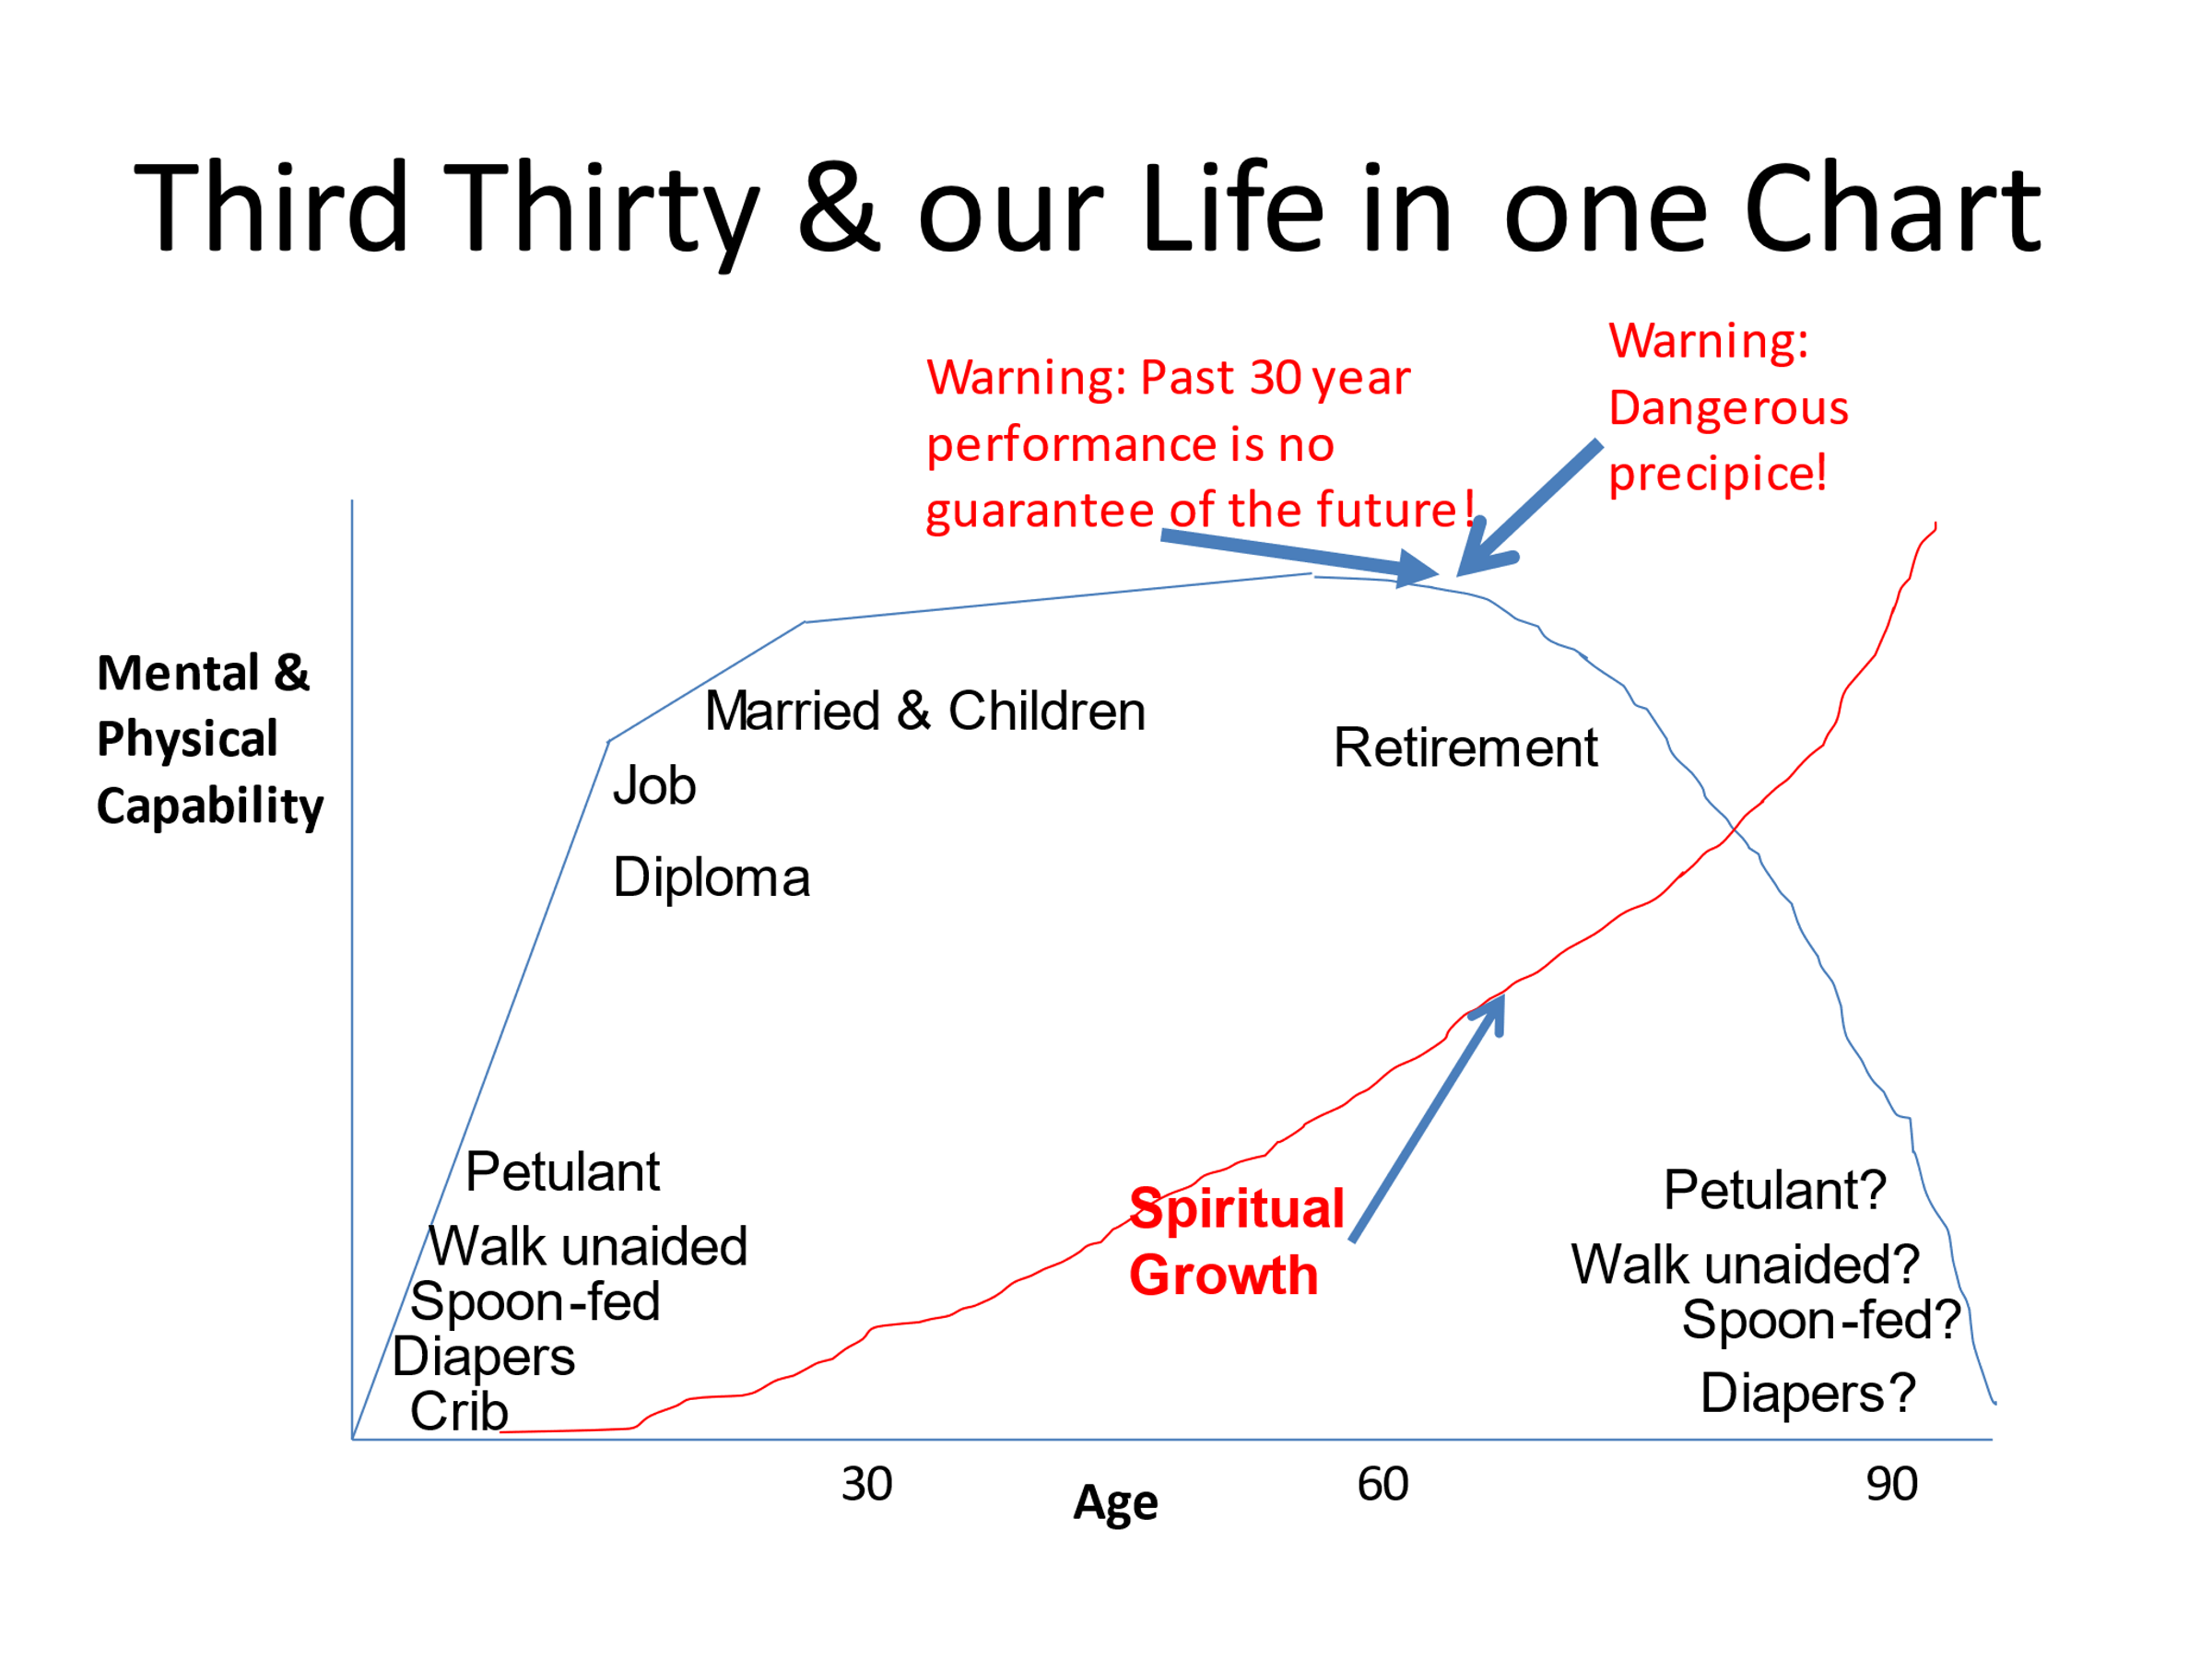 Third Thirty & our Life in one Chart
Warning: Past 30 year
performance is no
guarantee of the future!
Warning:
Dangerous
precipice!
Mental &
Physical
Capability
Married & Children
Job
Diploma
Retirement
Petulant
Walk unaided
Spoon-fed
Diapers
Crib
Spiritual
Growth
Petulant?
Walk unaided?
Spoon-fed?
Diapers?
30
60
90
Age